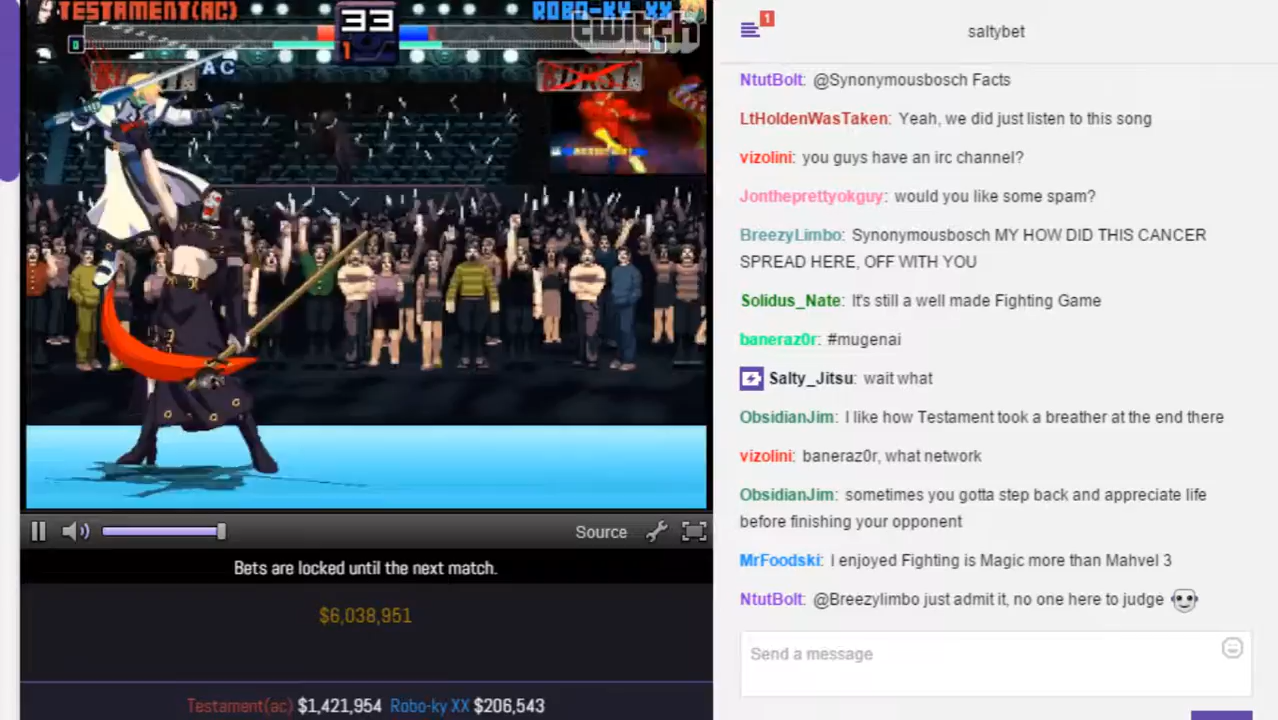 TESTAMENT(AC)
33
ROBO-KY XX
twitch
1
AC
BURST
1
saltybet
NtutBolt: @Synonymousbosch Facts
LtHoldenWasTaken: Yeah, we did just listen to this song
vizolini: you guys have an irc channel?
Jontheprettyokguy: would you like some spam?
BreezyLimbo: Synonymousbosch MY HOW DID THIS CANCER
SPREAD HERE, OFF WITH YOU
Solidus_Nate: It's still a well made Fighting Game
baneraz0r: #mugenai
Salty_Jitsu: wait what
ObsidianJim: I like how Testament took a breather at the end there
vizolini: baneraz0r, what network
ObsidianJim: sometimes you gotta step back and appreciate life
before finishing your opponent
MrFoodski: I enjoyed Fighting is Magic more than Mahvel 3
NtutBolt: @Breezylimbo just admit it, no one here to judge
Send a message
Source
Bets are locked until the next match.
$6,038,951
Testament(ac) $1,421,954 Robo-ky XX $206,543